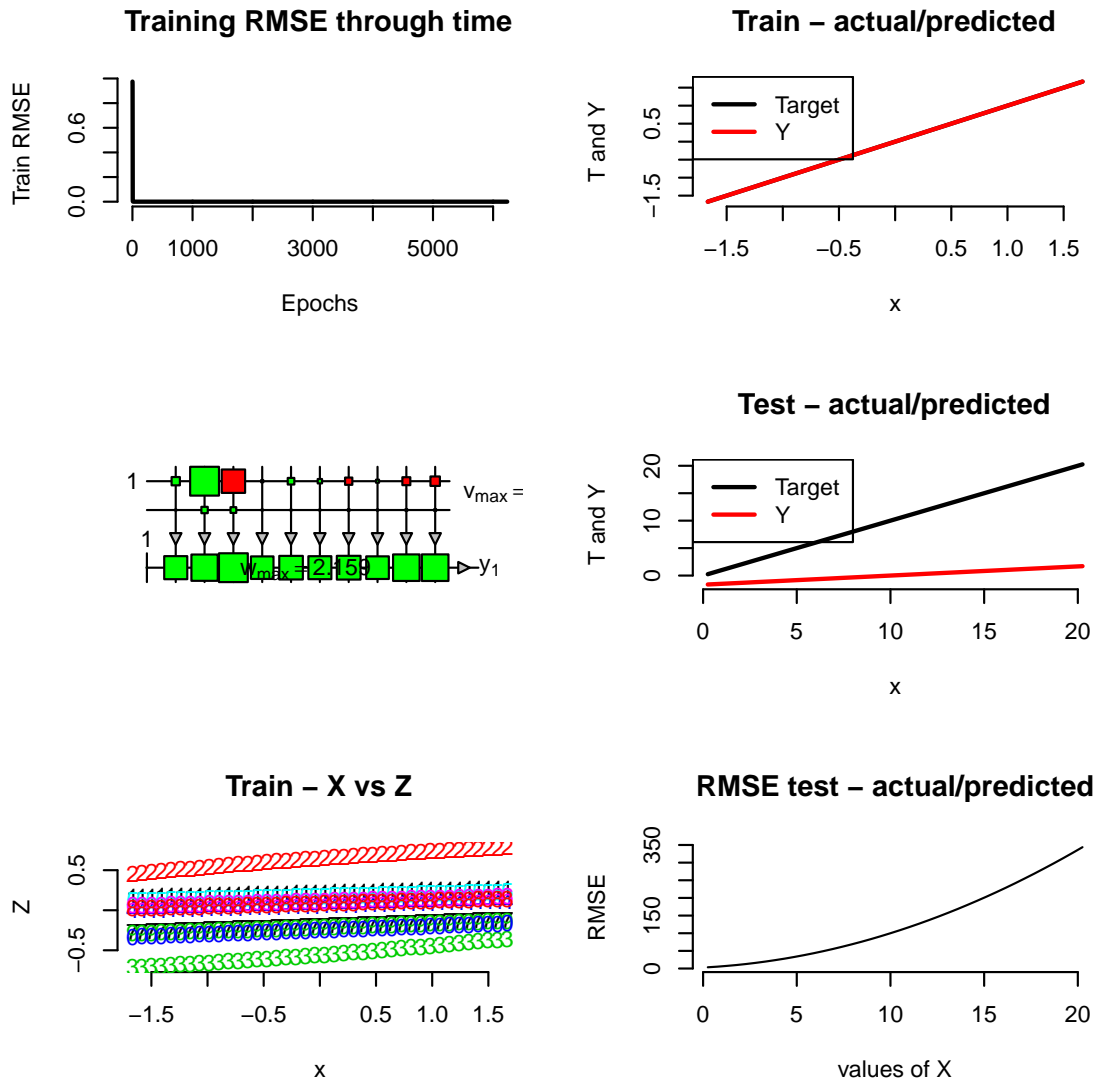 Training RMSE through time
Train RMSE
0.0 0.6
0 1000 3000 5000
Epochs
Train − actual/predicted
T and Y
−1.5 0.5
Target
Y
−1.5 −0.5 0.5 1.0 1.5
x
1
vmax =
1
wmax = 2.159
y1
Test − actual/predicted
T and Y
0 10 20
Target
Y
0 5 10 15 20
x
Train − X vs Z
Z
−0.5 0.5
−1.5 −0.5 0.5 1.0 1.5
x
RMSE test − actual/predicted
RMSE
0 150 350
0 5 10 15 20
values of X